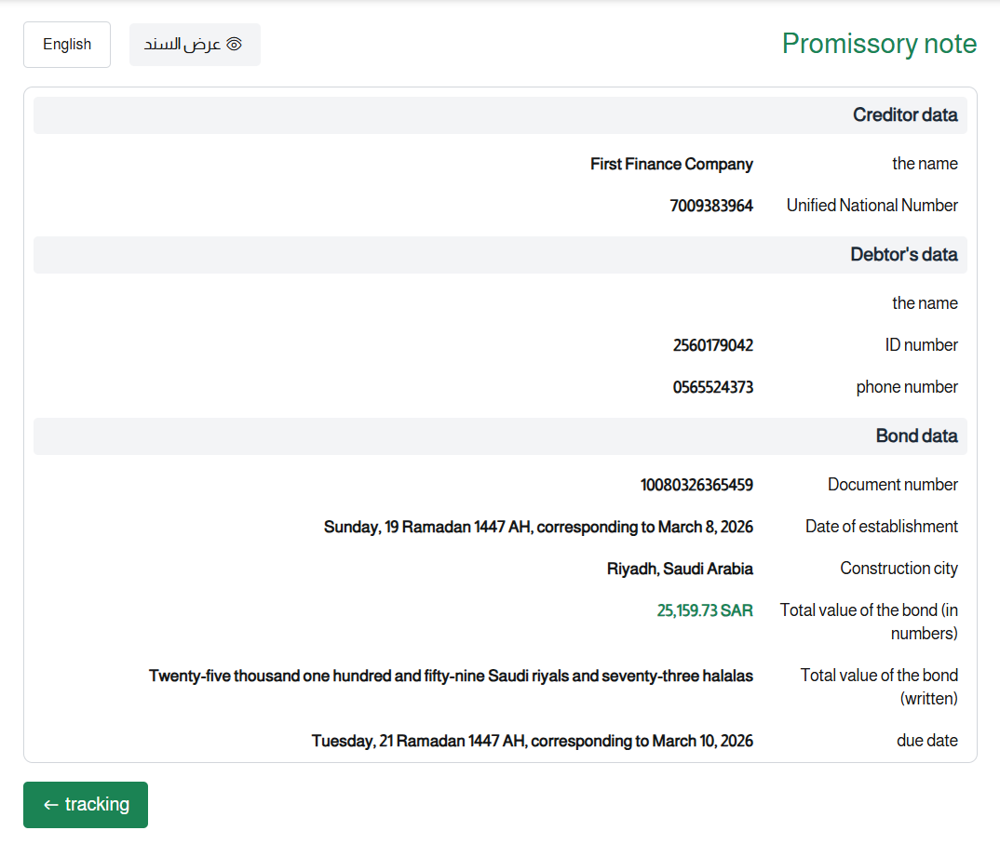 Promissory note
عرض السند
English
Creditor data
the name First Finance Company
Unified National Number 7009383964
Debtor's data
the name
ID number 2560179042
phone number 0565524373
Bond data
Document number 10080326365459
Date of establishment Sunday, 19 Ramadan 1447 AH, corresponding to March 8, 2026
Construction city Riyadh, Saudi Arabia
Total value of the bond (in 25,159.73 SAR
numbers)
Total value of the bond Twenty-five thousand one hundred and fifty-nine Saudi riyals and seventy-three halalas
(written)
due date Tuesday, 21 Ramadan 1447 AH, corresponding to March 10, 2026
← tracking